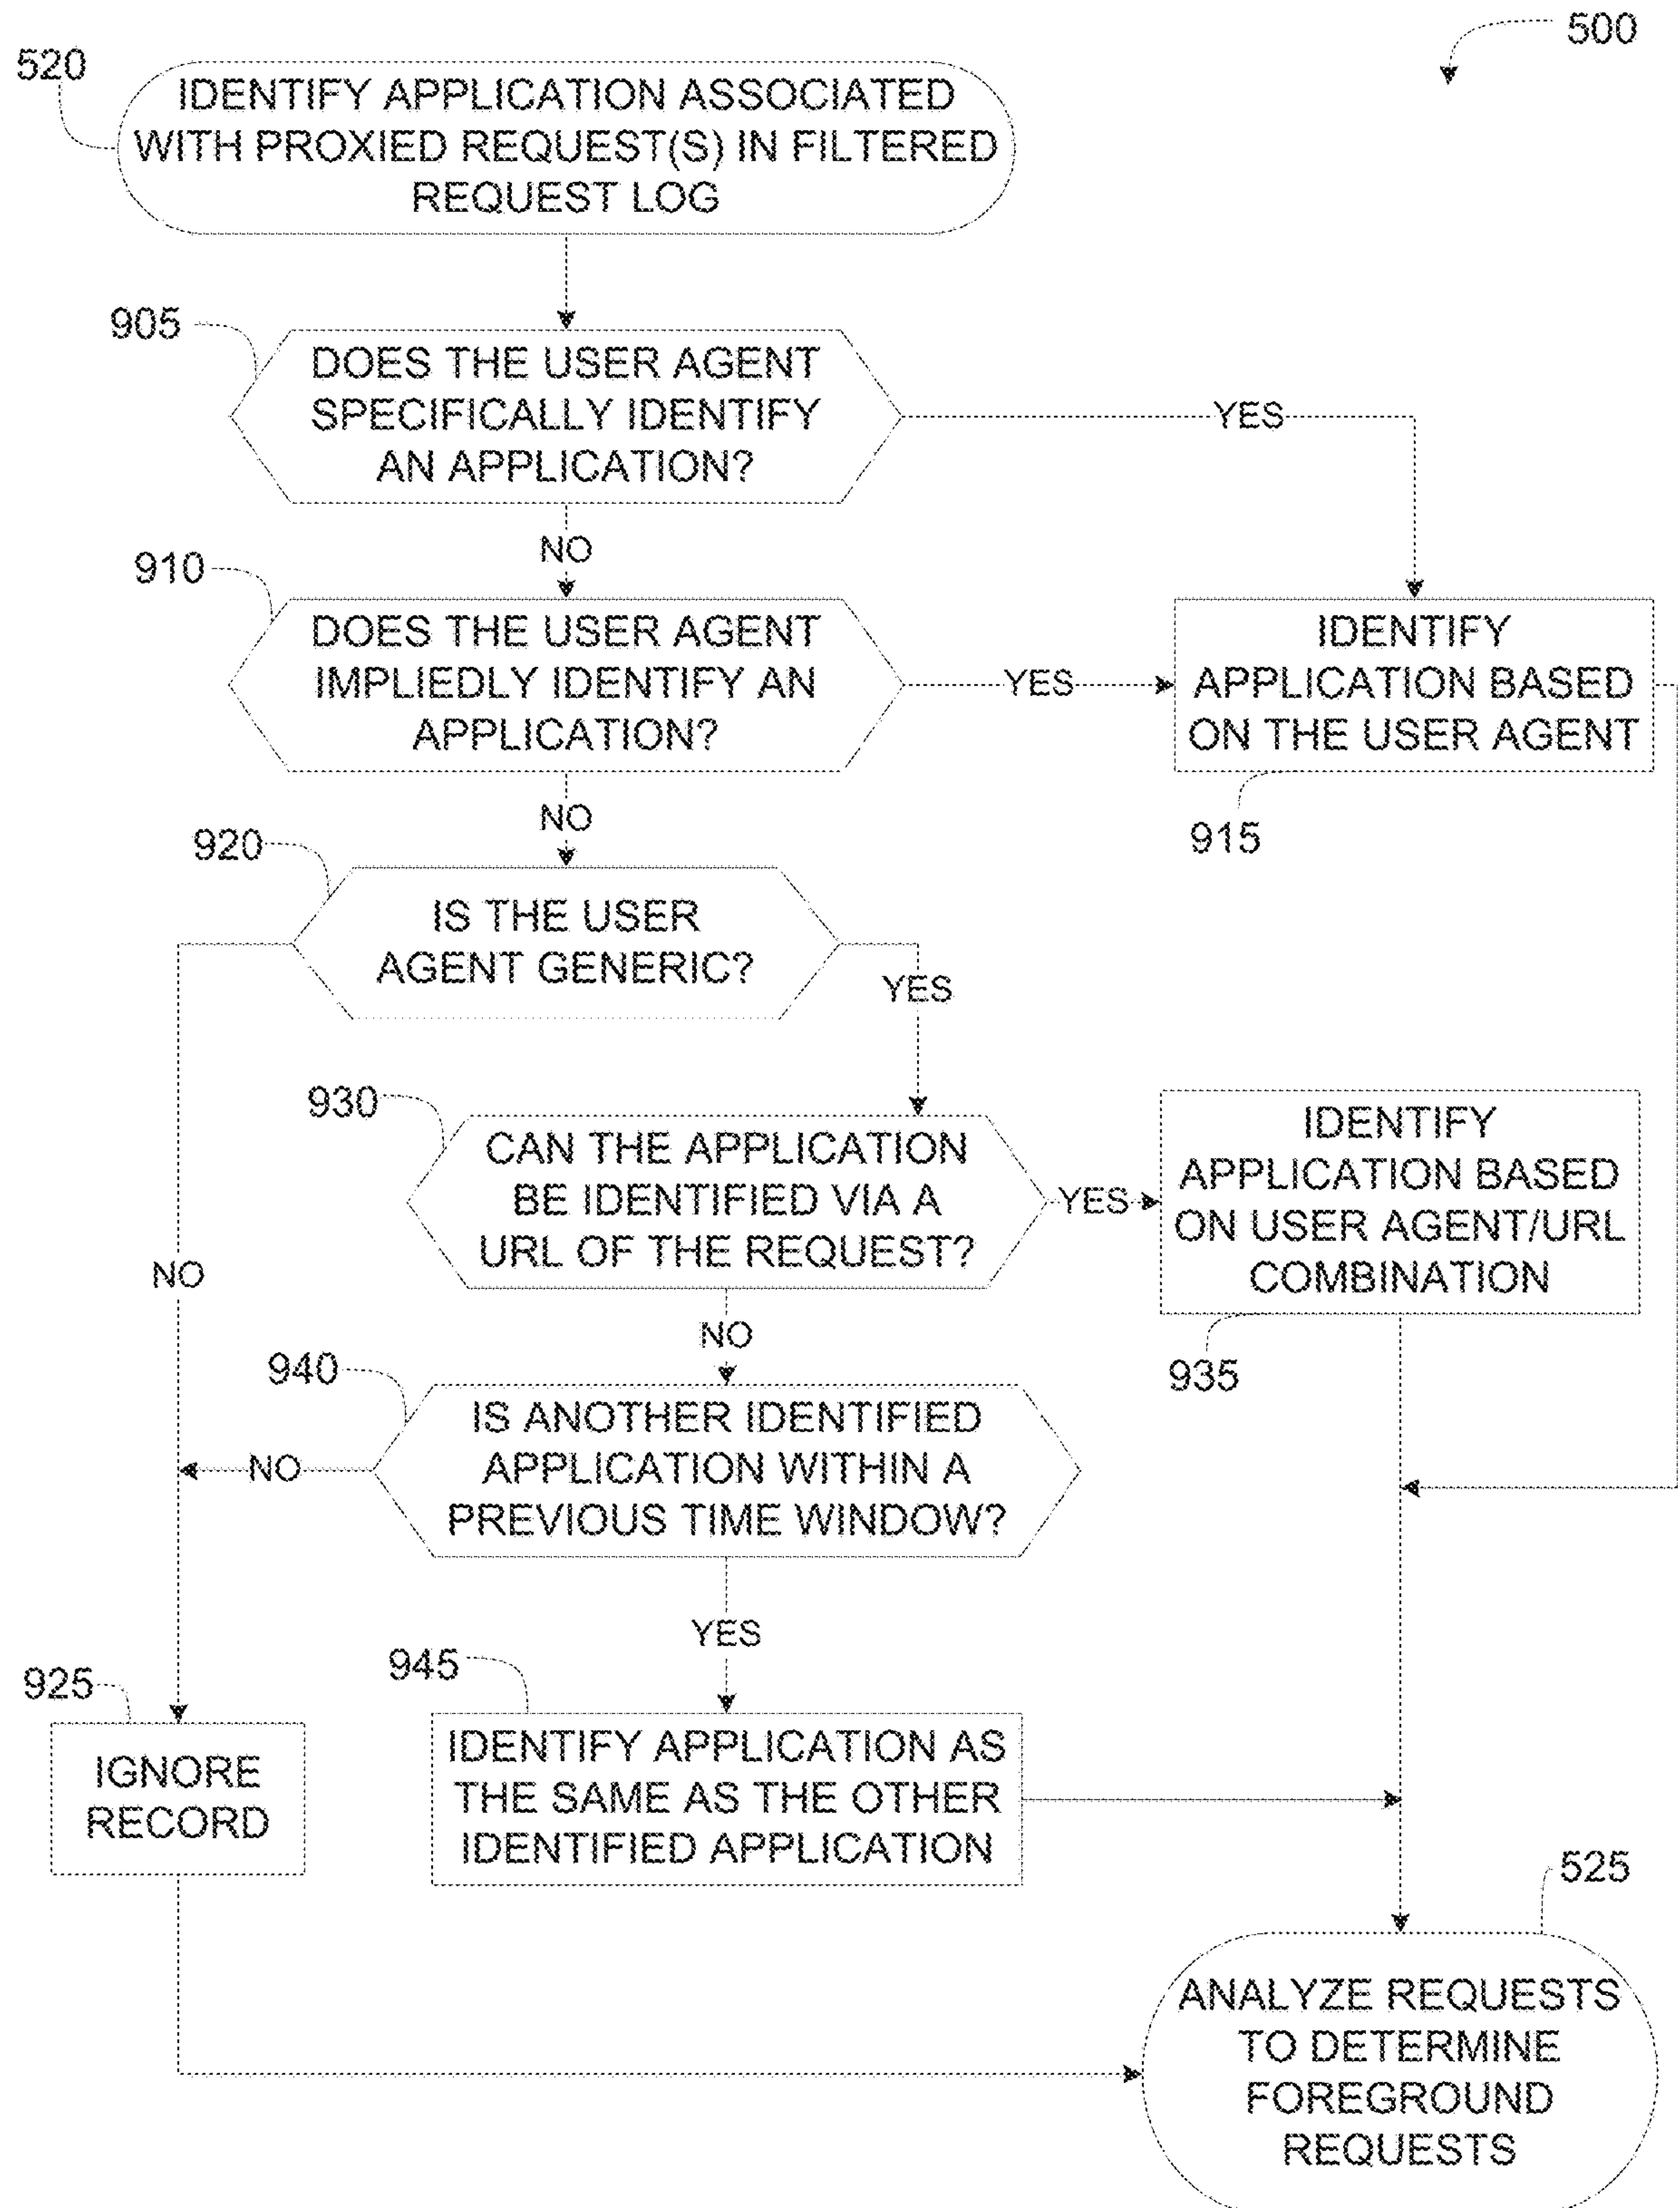 500
520
IDENTIFY APPLICATION ASSOCIATED
WITH PROXIED REQUEST(S) IN FILTERED
REQUEST LOG
905
DOES THE USER AGENT
SPECIFICALLY IDENTIFY
AN APPLICATION?
YES
NO
910
DOES THE USER AGENT
IMPLIEDLY IDENTIFY AN
APPLICATION?
YES
IDENTIFY
APPLICATION BASED
ON THE USER AGENT
915
NO
920
IS THE USER
AGENT GENERIC?
YES
NO
930
CAN THE APPLICATION
BE IDENTIFIED VIA A
URL OF THE REQUEST?
YES
IDENTIFY
APPLICATION BASED
ON USER AGENT/URL
COMBINATION
935
NO
940
IS ANOTHER IDENTIFIED
APPLICATION WITHIN A
PREVIOUS TIME WINDOW?
NO
YES
925
IGNORE
RECORD
945
IDENTIFY APPLICATION AS
THE SAME AS THE OTHER
IDENTIFIED APPLICATION
525
ANALYZE REQUESTS
TO DETERMINE
FOREGROUND
REQUESTS